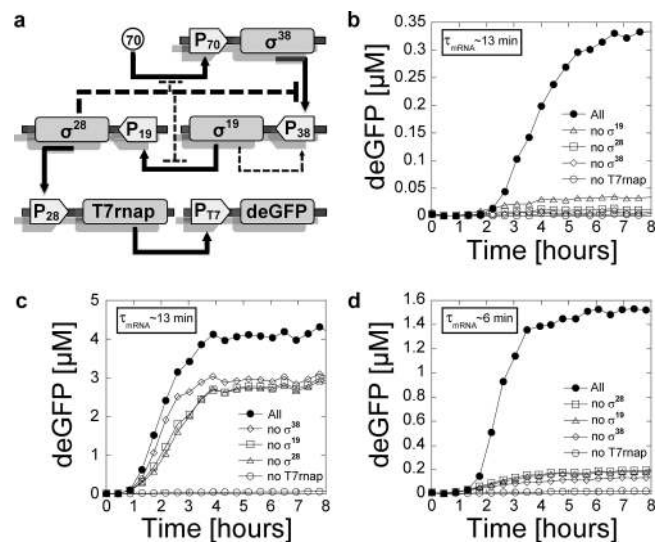 a
70
P70 σ38
σ28 P19 σ19 P38
P28 T7rnap PT7 deGFP
b
τmRNA~13 min
deGFP [µM]
0.35
0.3
0.25
0.2
0.15
0.1
0.05
0
All
no σ19
no σ28
no σ38
no T7rnap
0 1 2 3 4 5 6 7 8
Time [hours]
c
τmRNA~13 min
deGFP [µM]
5
4
3
2
1
0
All
no σ38
no σ19
no σ28
no T7rnap
0 1 2 3 4 5 6 7 8
Time [hours]
d
τmRNA~6 min
deGFP [µM]
1.6
1.4
1.2
1
0.8
0.6
0.4
0.2
0
All
no σ28
no σ19
no σ38
no T7rnap
0 1 2 3 4 5 6 7 8
Time [hours]